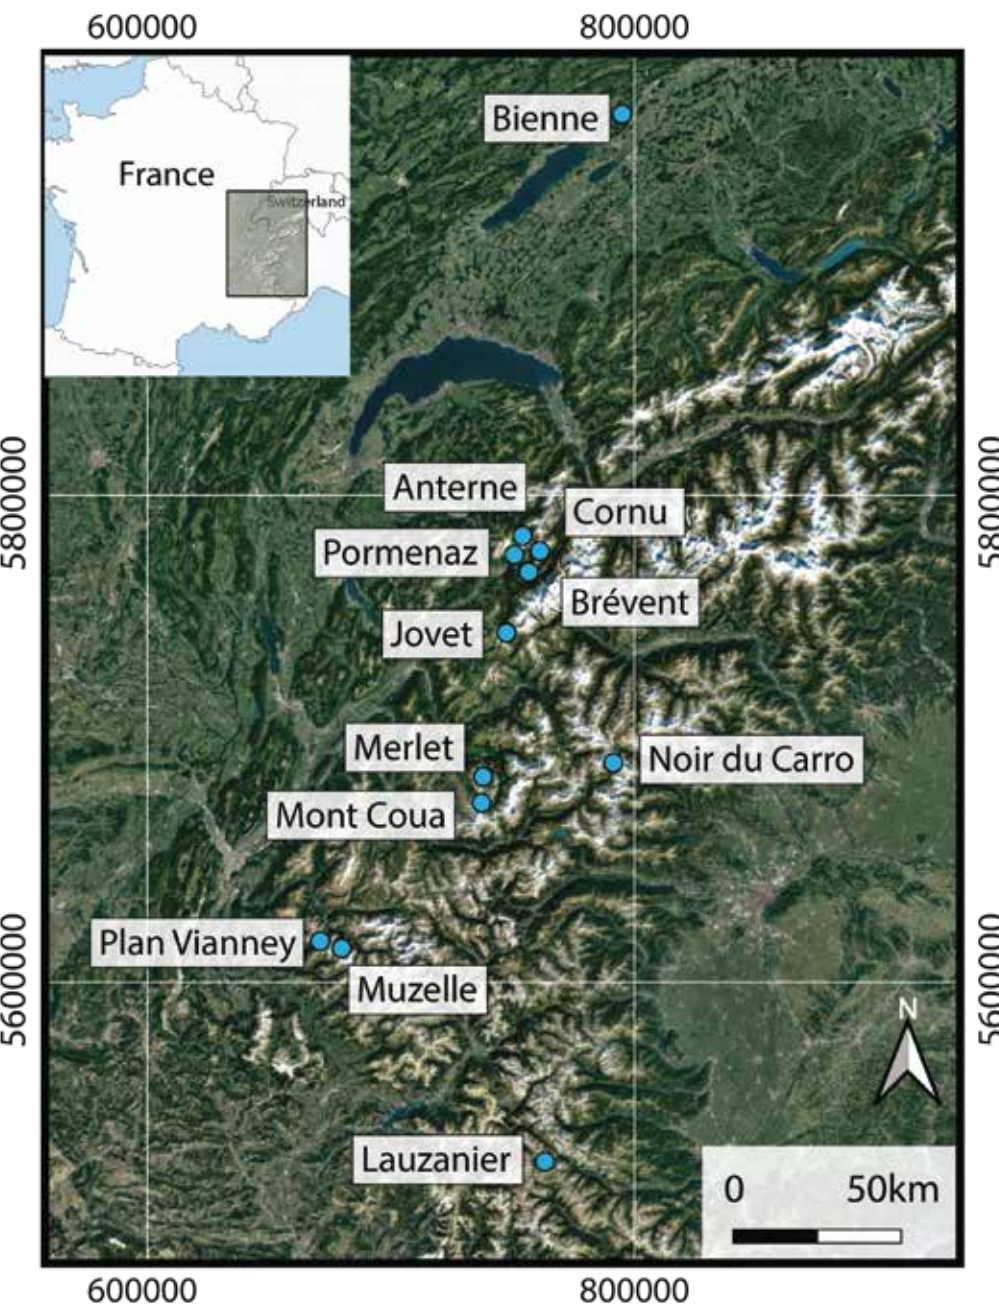 600000
800000
France
Switzerland
Bienne
5800000
5800000
Anterne
Cornu
Pormenaz
Brévent
Jovet
Merlet
Noir du Carro
Mont Coua
Plan Vianney
Muzelle
5600000
5600000
N
Lauzanier
0 50km
600000
800000